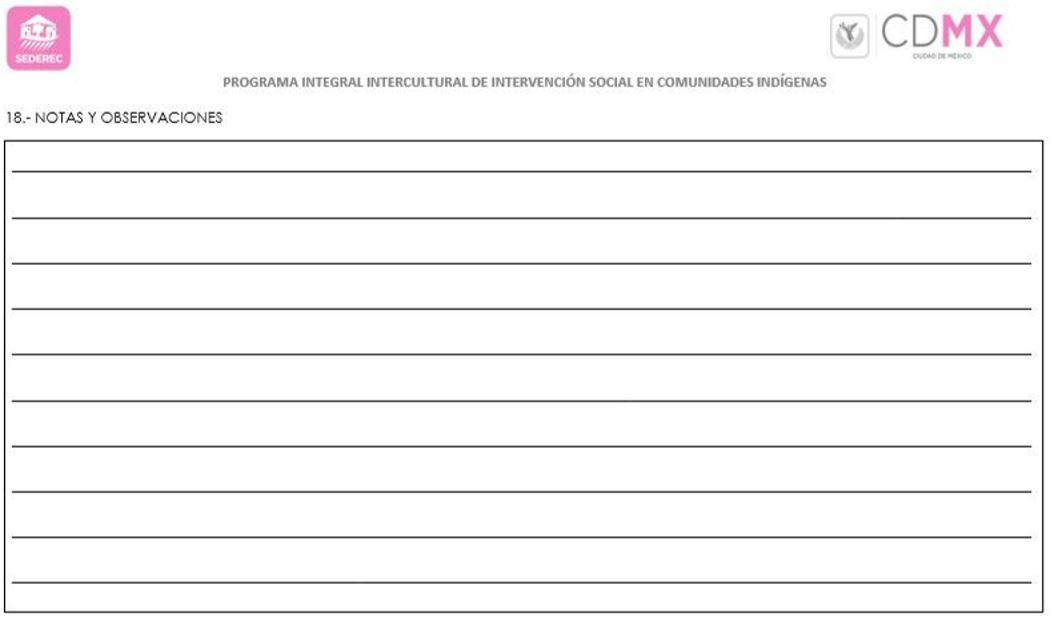 SEDEREC
CDMX
CIUDAD DE MÉXICO
PROGRAMA INTEGRAL INTERCULTURAL DE INTERVENCIÓN SOCIAL EN COMUNIDADES INDÍGENAS
18.- NOTAS Y OBSERVACIONES